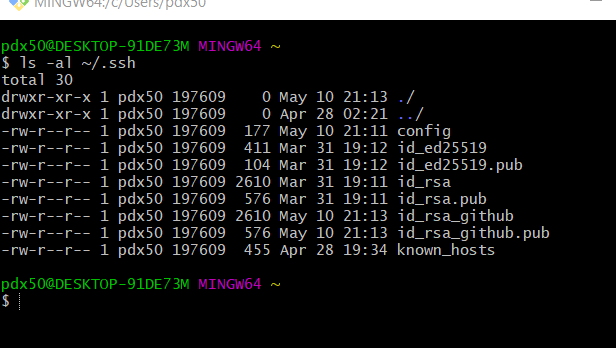 MINGW64:/c/Users/pdx50
pdx50@DESKTOP-91DE73M MINGW64 ~
$ ls -al ~/.ssh
total 30
drwxr-xr-x 1 pdx50 197609    0 May 10 21:13 ./
drwxr-xr-x 1 pdx50 197609    0 Apr 28 02:21 ../
-rw-r--r-- 1 pdx50 197609  177 May 10 21:11 config
-rw-r--r-- 1 pdx50 197609  411 Mar 31 19:12 id_ed25519
-rw-r--r-- 1 pdx50 197609  104 Mar 31 19:12 id_ed25519.pub
-rw-r--r-- 1 pdx50 197609 2610 Mar 31 19:11 id_rsa
-rw-r--r-- 1 pdx50 197609  576 Mar 31 19:11 id_rsa.pub
-rw-r--r-- 1 pdx50 197609 2610 May 10 21:13 id_rsa_github
-rw-r--r-- 1 pdx50 197609  576 May 10 21:13 id_rsa_github.pub
-rw-r--r-- 1 pdx50 197609  455 Apr 28 19:34 known_hosts
pdx50@DESKTOP-91DE73M MINGW64 ~
$